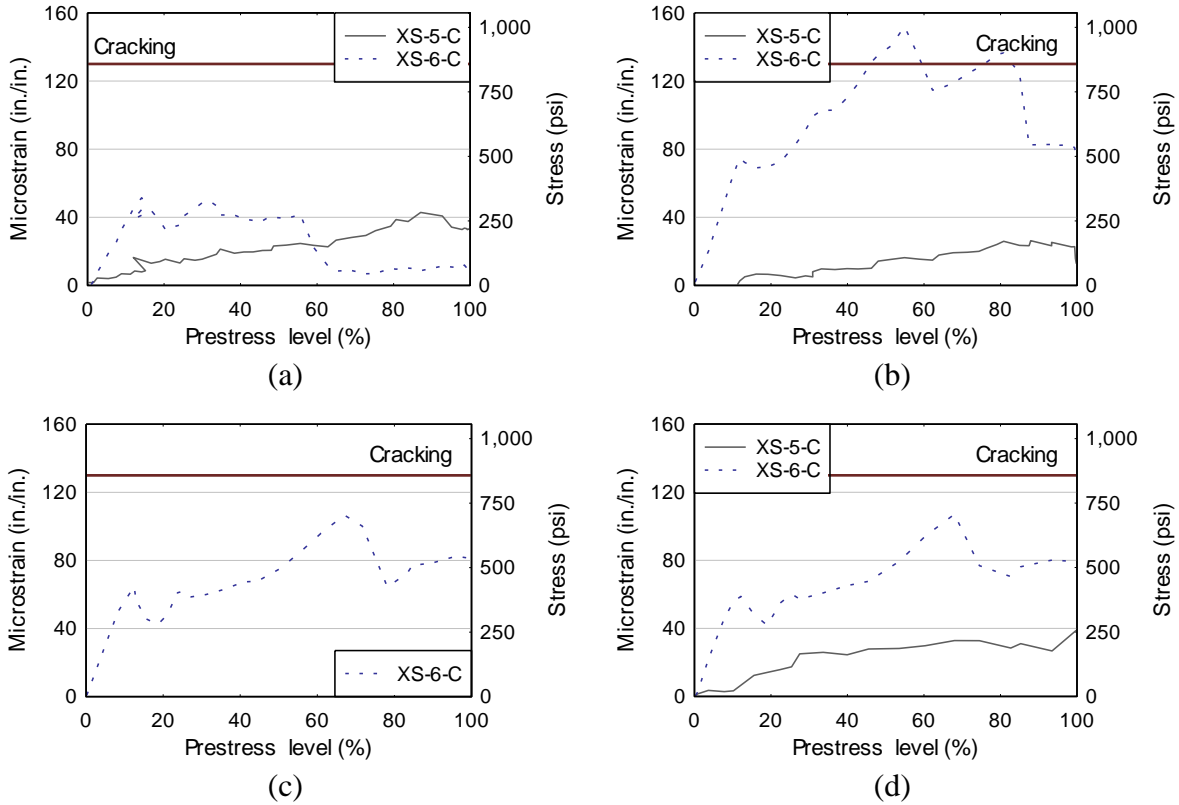 160
120
80
40
0
Microstrain (in./in.)
Cracking
XS-5-C
XS-6-C
1,000
750
500
250
0
Stress (psi)
0 20 40 60 80 100
Prestress level (%)
(a)
160
120
80
40
0
Microstrain (in./in.)
XS-5-C
XS-6-C
Cracking
1,000
750
500
250
0
Stress (psi)
0 20 40 60 80 100
Prestress level (%)
(b)
160
120
80
40
0
Microstrain (in./in.)
Cracking
XS-6-C
1,000
750
500
250
0
Stress (psi)
0 20 40 60 80 100
Prestress level (%)
(c)
160
120
80
40
0
Microstrain (in./in.)
XS-5-C
XS-6-C
Cracking
1,000
750
500
250
0
Stress (psi)
0 20 40 60 80 100
Prestress level (%)
(d)